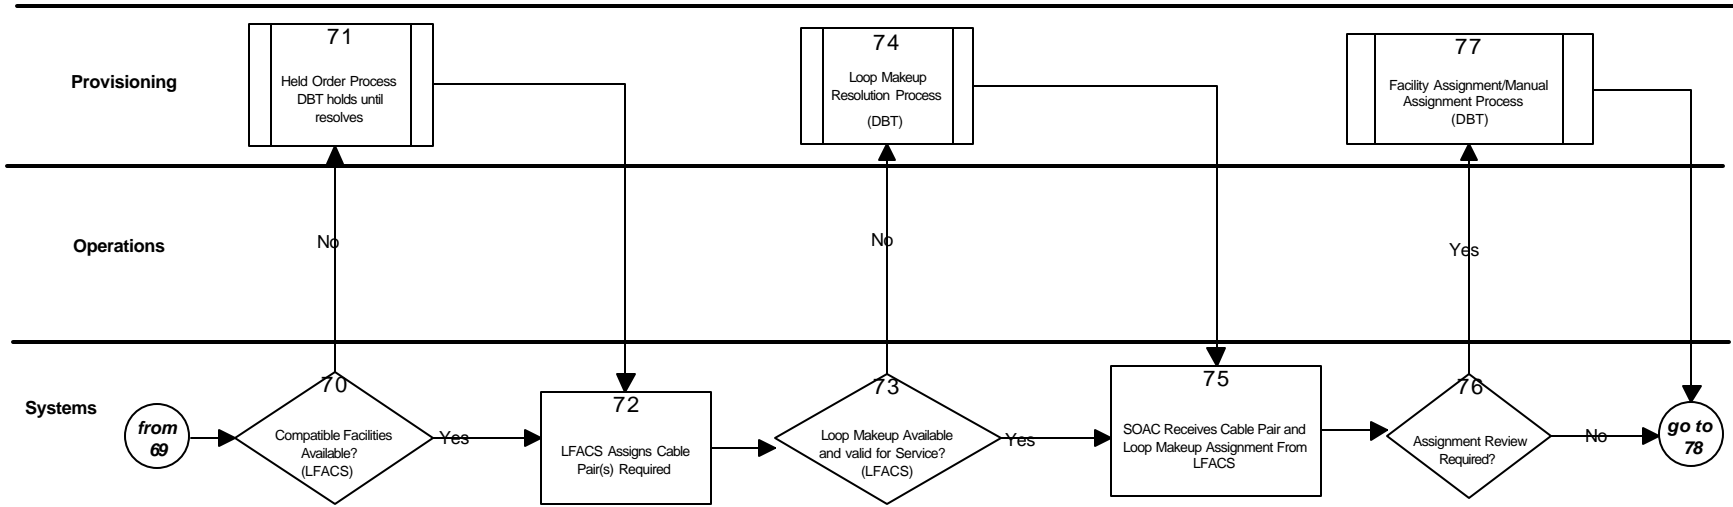 Provisioning
71
Held Order Process
DBT holds until
resolves
74
Loop Makeup
Resolution Process
(DBT)
77
Facility Assignment/Manual
Assignment Process
(DBT)
Operations
No
No
Yes
Systems
from
69
70
Compatible Facilities
Available?
(LFACS)
Yes
72
LFACS Assigns Cable
Pair(s) Required
73
Loop Makeup Available
and valid for Service?
(LFACS)
Yes
75
SOAC Receives Cable Pair and
Loop Makeup Assignment From
LFACS
76
Assignment Review
Required?
No
go to
78